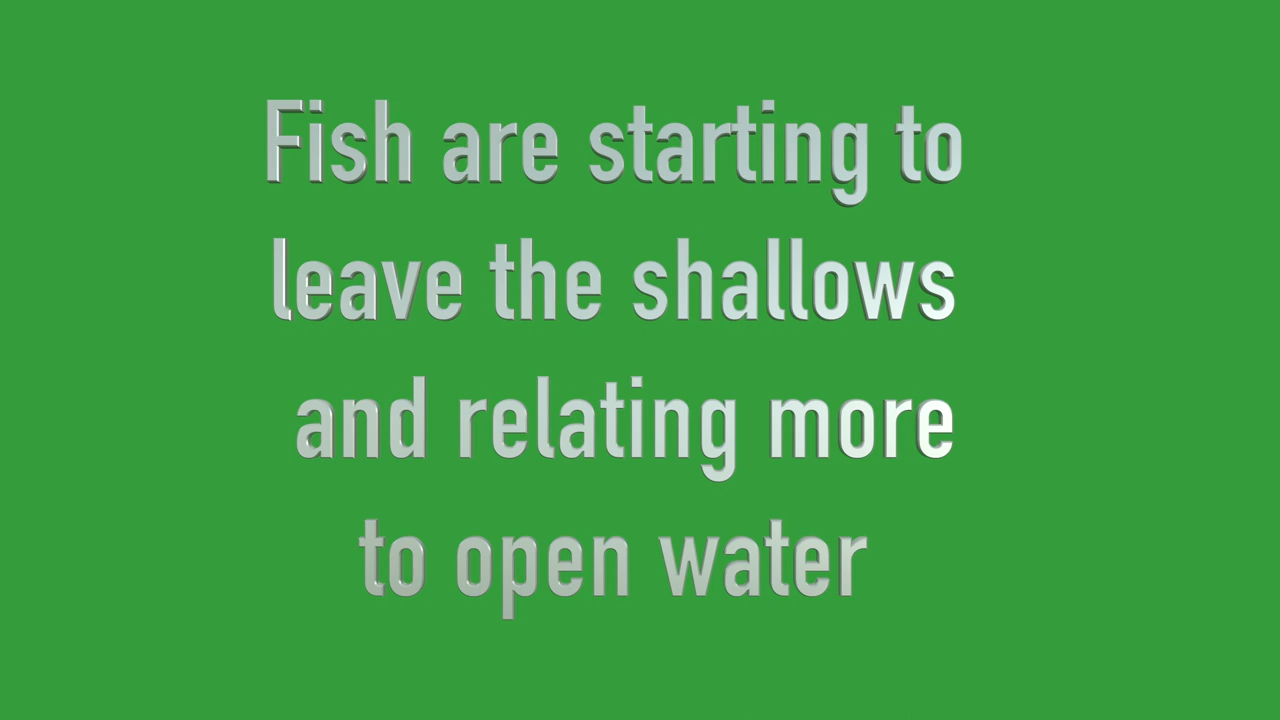 Fish are starting to
leave the shallows
and relating more
to open water